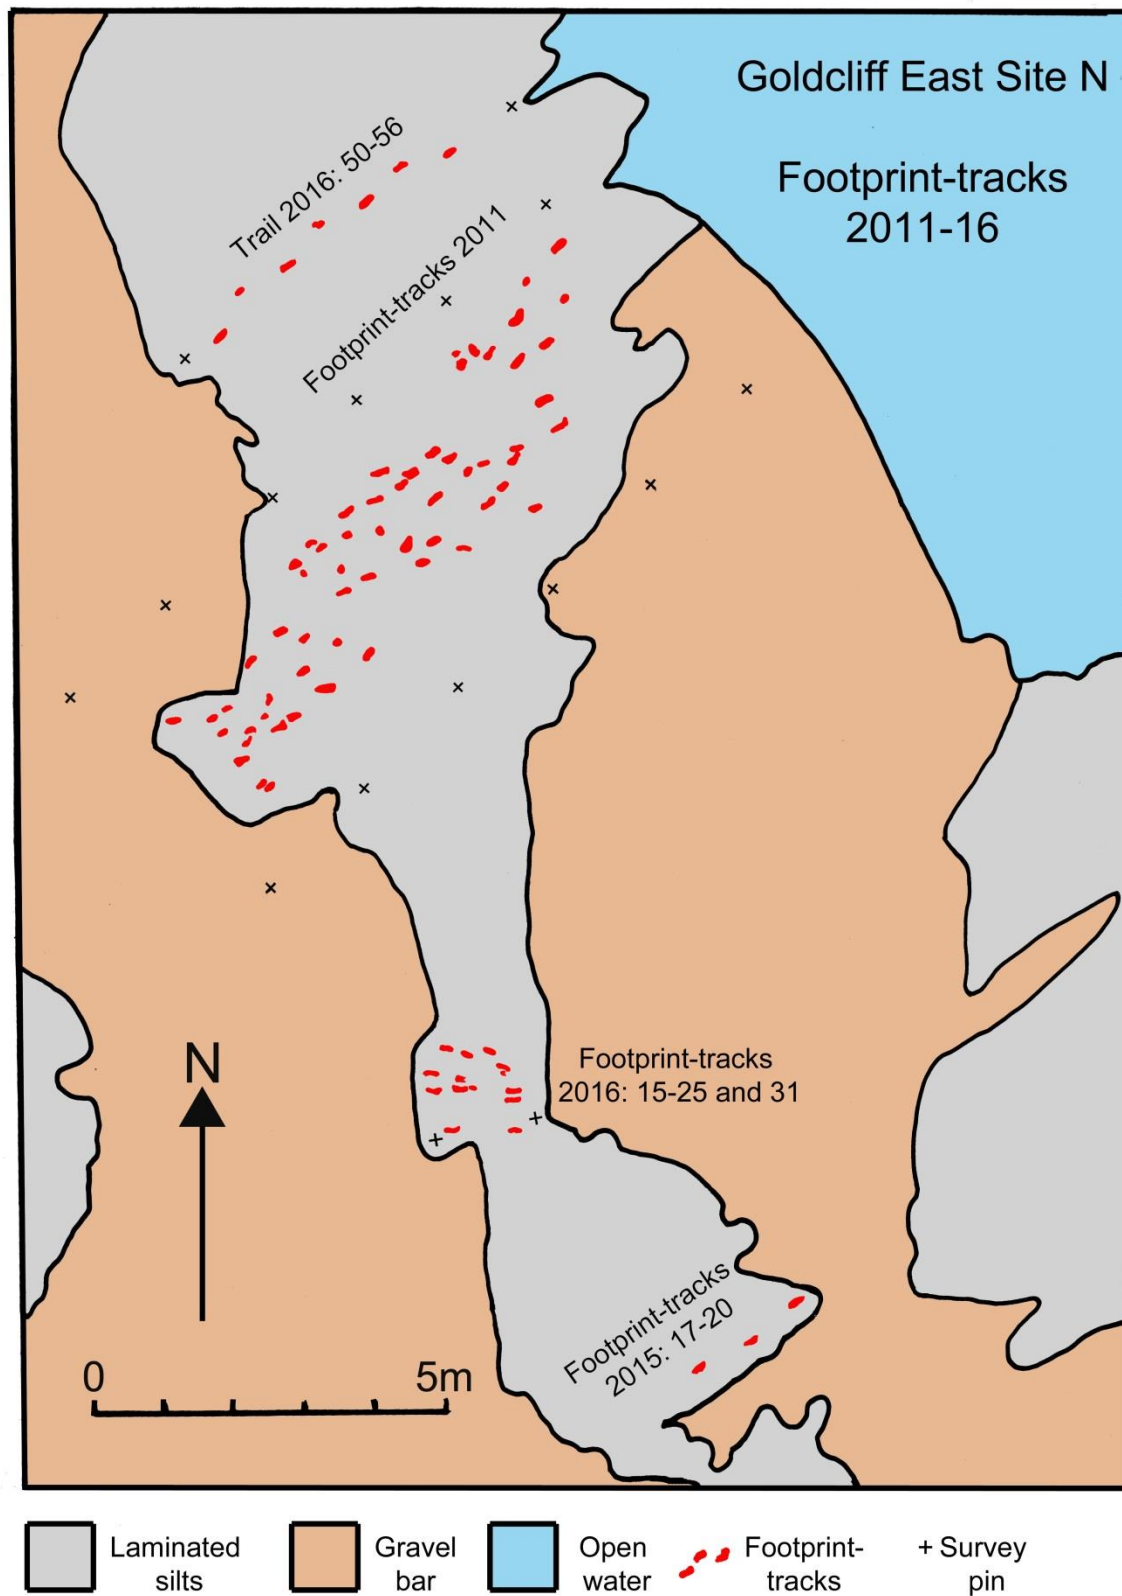 Goldcliff East Site N
Footprint-tracks
2011-16
Trail 2016: 50-56
Footprint-tracks 2011
Footprint-tracks
2016: 15-25 and 31
N
Footprint-tracks
2015: 17-20
0 5m
Laminated
silts
Gravel
bar
Open
water
Footprint-
tracks
+ Survey
pin